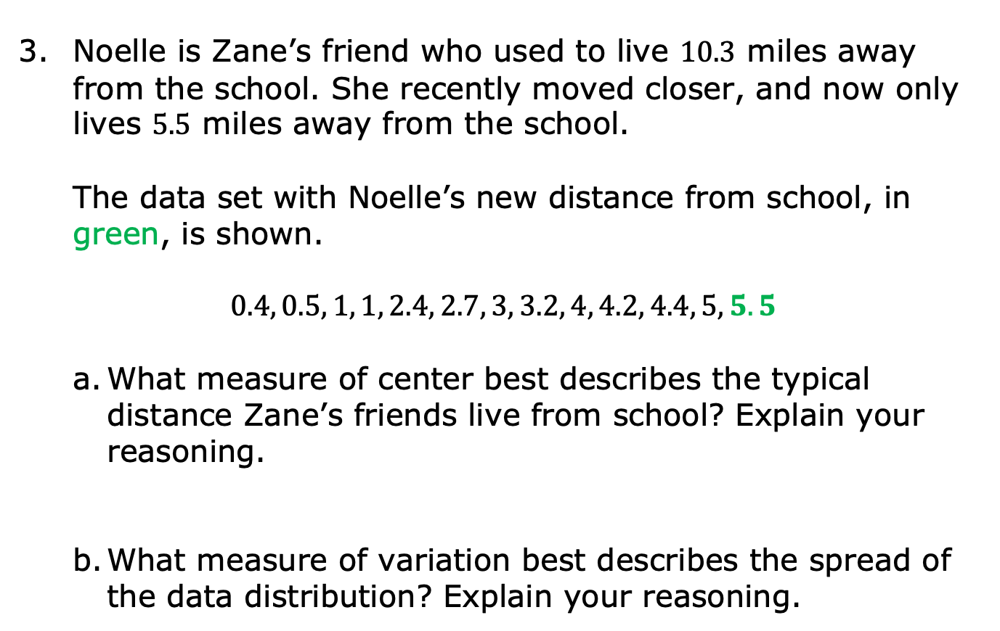 3. Noelle is Zane’s friend who used to live 10.3 miles away
from the school. She recently moved closer, and now only
lives 5.5 miles away from the school.
The data set with Noelle’s new distance from school, in
green, is shown.
0.4, 0.5, 1, 1, 2.4, 2.7, 3, 3.2, 4, 4.2, 4.4, 5, 5.5
a. What measure of center best describes the typical
distance Zane’s friends live from school? Explain your
reasoning.
b. What measure of variation best describes the spread of
the data distribution? Explain your reasoning.